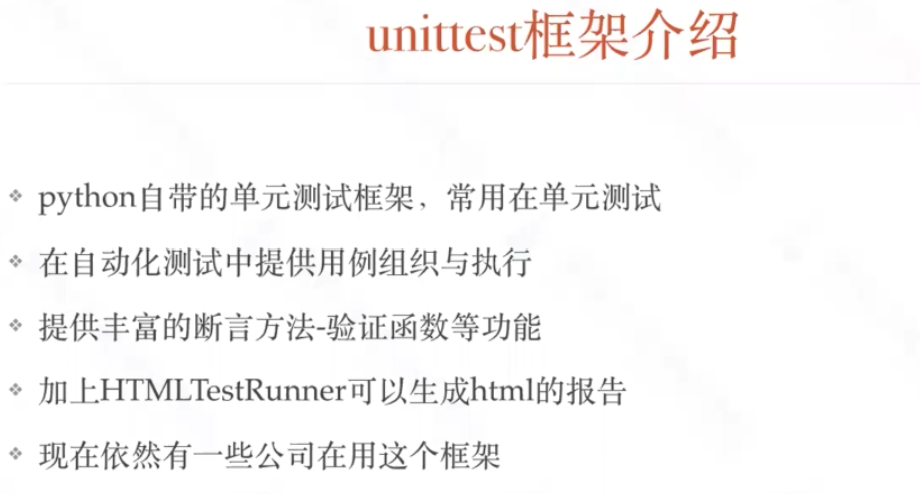 unittest框架介绍
python自带的单元测试框架，常用在单元测试
在自动化测试中提供用例组织与执行
提供丰富的断言方法-验证函数等功能
加上HTMLTestRunner可以生成html的报告
现在依然有一些公司在用这个框架